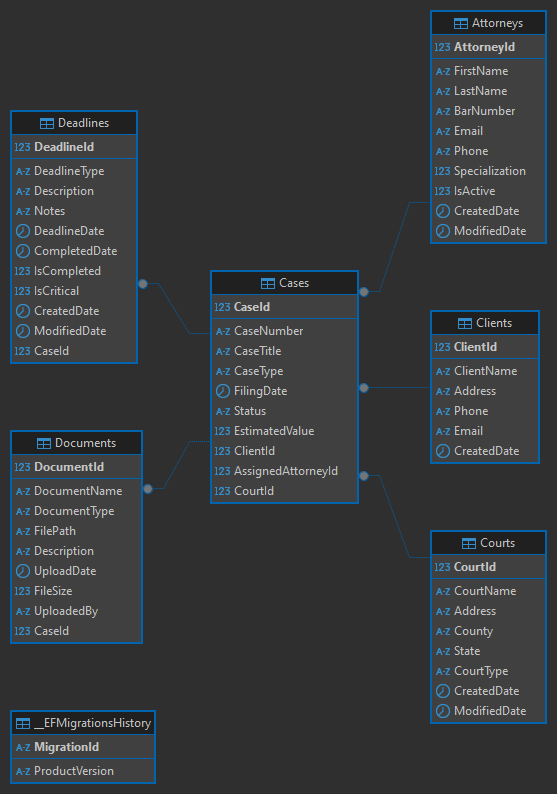 Attorneys
123 AttorneyId
A-Z FirstName
A-Z LastName
A-Z BarNumber
A-Z Email
A-Z Phone
123 Specialization
123 IsActive
CreatedDate
ModifiedDate
Deadlines
123 DeadlineId
A-Z DeadlineType
A-Z Description
A-Z Notes
DeadlineDate
CompletedDate
123 IsCompleted
123 IsCritical
CreatedDate
ModifiedDate
123 CaseId
Cases
123 CaseId
A-Z CaseNumber
A-Z CaseTitle
A-Z CaseType
FilingDate
A-Z Status
123 EstimatedValue
123 ClientId
123 AssignedAttorneyId
123 CourtId
Clients
123 ClientId
A-Z ClientName
A-Z Address
A-Z Phone
A-Z Email
CreatedDate
Documents
123 DocumentId
A-Z DocumentName
A-Z DocumentType
A-Z FilePath
A-Z Description
UploadDate
123 FileSize
A-Z UploadedBy
123 CaseId
Courts
123 CourtId
A-Z CourtName
A-Z Address
A-Z County
A-Z State
A-Z CourtType
CreatedDate
ModifiedDate
__EFMigrationsHistory
A-Z MigrationId
A-Z ProductVersion